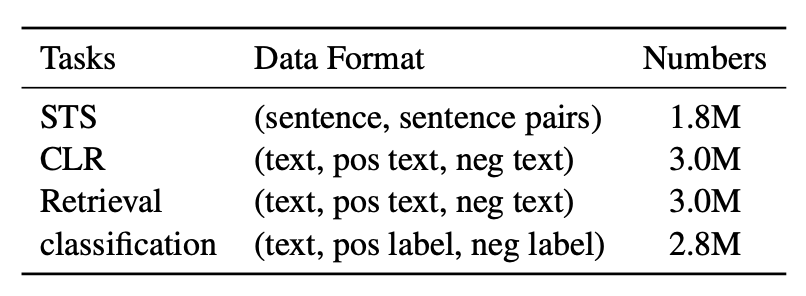 Tasks Data Format Numbers
STS (sentence, sentence pairs) 1.8M
CLR (text, pos text, neg text) 3.0M
Retrieval (text, pos text, neg text) 3.0M
classification (text, pos label, neg label) 2.8M